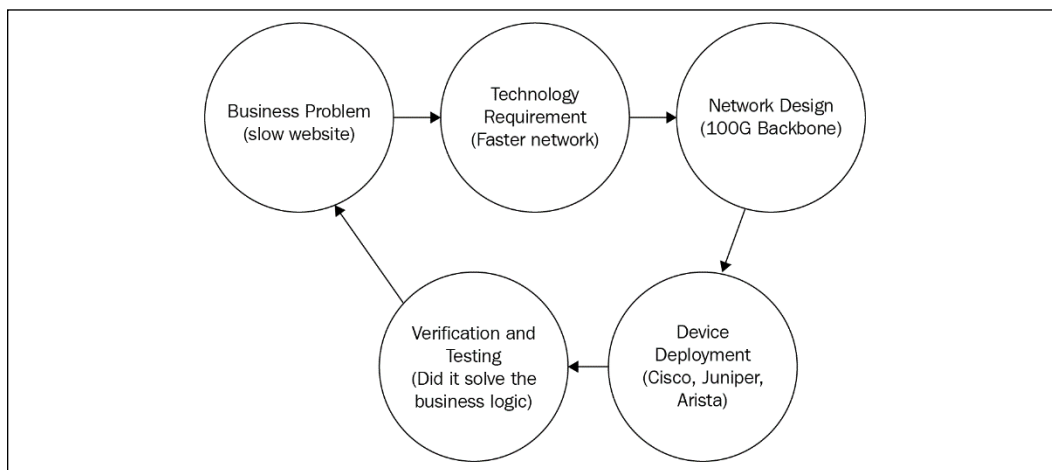 Business Problem
(slow website)
Technology
Requirement
(Faster network)
Network Design
(100G Backbone)
Device
Deployment
(Cisco, Juniper,
Arista)
Verification and
Testing
(Did it solve the
business logic)